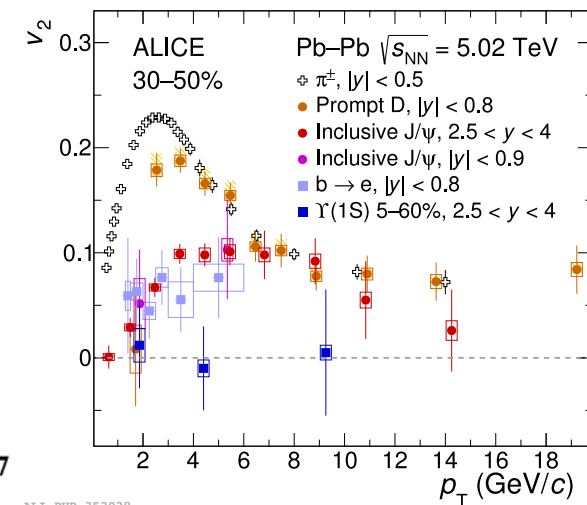 v₂
0.3
0.2
0.1
0
ALICE
30–50%
Pb–Pb √sNN = 5.02 TeV
π±, |y| < 0.5
Prompt D, |y| < 0.8
Inclusive J/ψ, 2.5 < y < 4
Inclusive J/ψ, |y| < 0.9
b → e, |y| < 0.8
ϒ(1S) 5–60%, 2.5 < y < 4
2 4 6 8 10 12 14 16 18
pT (GeV/c)
7